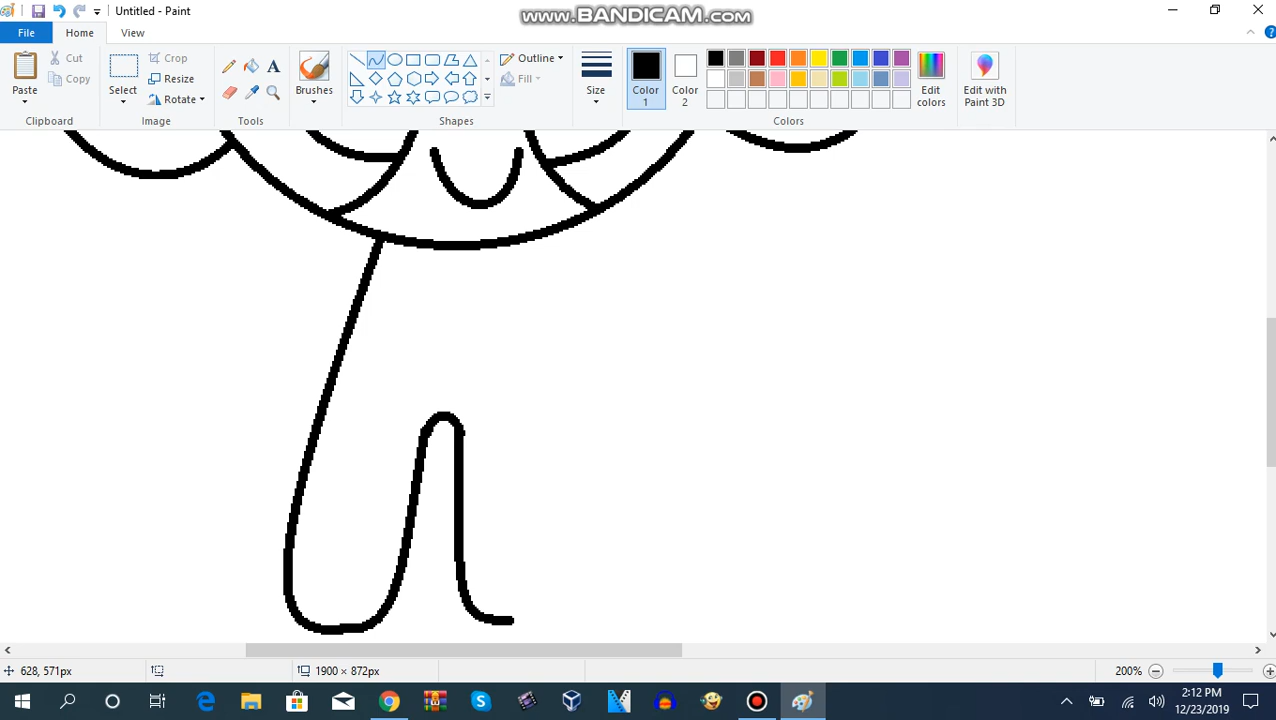 Untitled - Paint
www.BANDICAM.com
File
Home
View
Paste
Cut
Copy
Clipboard
Select
Crop
Resize
Rotate
Image
A
Tools
Brushes
Outline
Fill
Shapes
Size
Color 1
Color 2
Edit colors
Colors
Edit with Paint 3D
628, 571px
1900 × 872px
200%
2:12 PM
12/23/2019